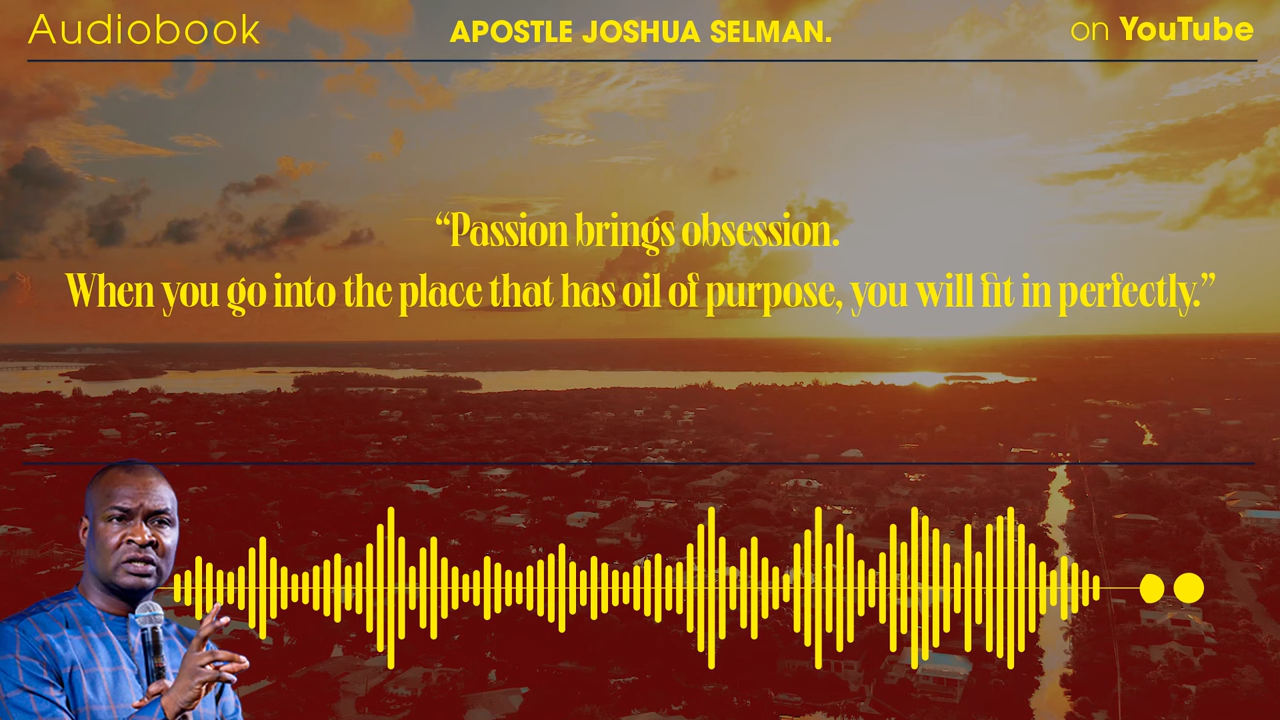 Audiobook
APOSTLE JOSHUA SELMAN.
on YouTube
“Passion brings obsession.
When you go into the place that has oil of purpose, you will fit in perfectly.”